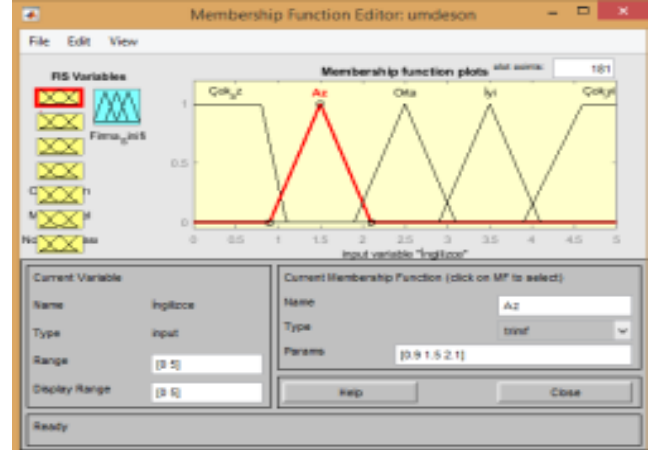 Membership Function Editor: umdeson
File Edit View
FIS Variables
Membership function plots
plot points:
181
Az
Orta
İyi
Firma_sinifi
1
0.5
0
0 0.5 1 1.5 2 2.5 3 3.5 4 4.5 5
input variable "İngilizce"
Current Variable
Name İngilizce
Type input
Range [0 5]
Display Range [0 5]
Current Membership Function (click on MF to select)
Name Az
Type trimf
Params [0.9 1.5 2.1]
Help Close
Ready